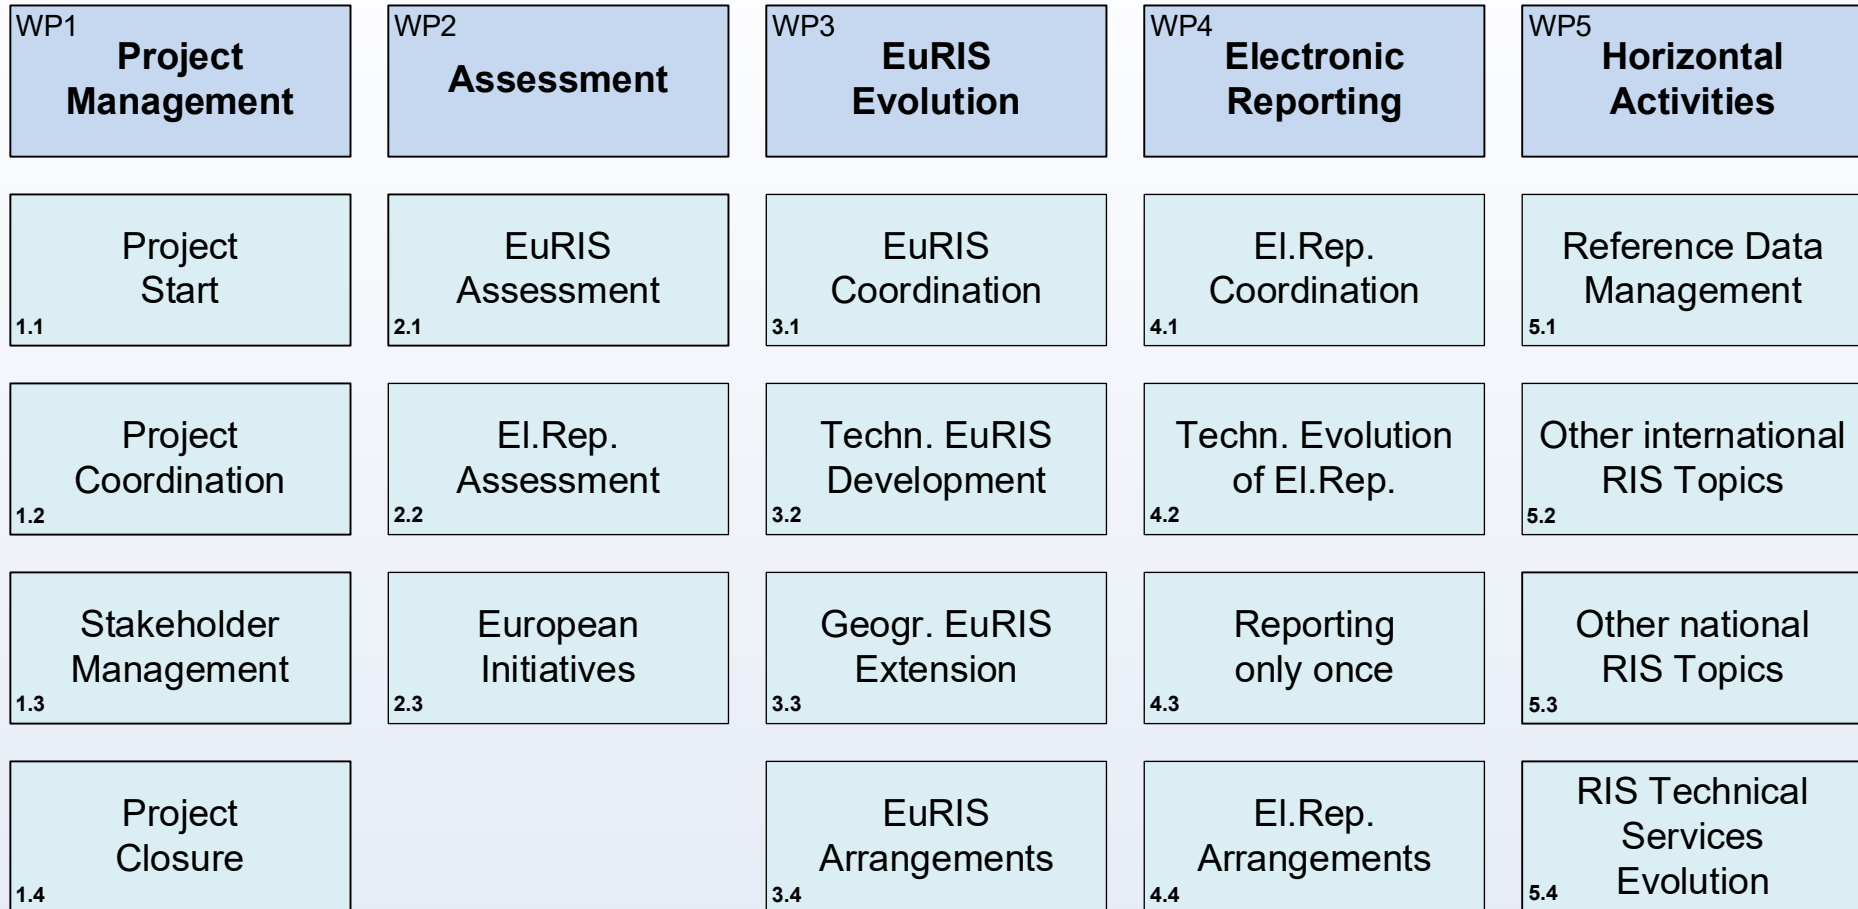 WP1
Project
Management
WP2
Assessment
WP3
EuRIS
Evolution
WP4
Electronic
Reporting
WP5
Horizontal
Activities
Project
Start
1.1
EuRIS
Assessment
2.1
EuRIS
Coordination
3.1
El.Rep.
Coordination
4.1
Reference Data
Management
5.1
Project
Coordination
1.2
El.Rep.
Assessment
2.2
Techn. EuRIS
Development
3.2
Techn. Evolution
of El.Rep.
4.2
Other international
RIS Topics
5.2
Stakeholder
Management
1.3
European
Initiatives
2.3
Geogr. EuRIS
Extension
3.3
Reporting
only once
4.3
Other national
RIS Topics
5.3
Project
Closure
1.4
EuRIS
Arrangements
3.4
El.Rep.
Arrangements
4.4
RIS Technical
Services
Evolution
5.4